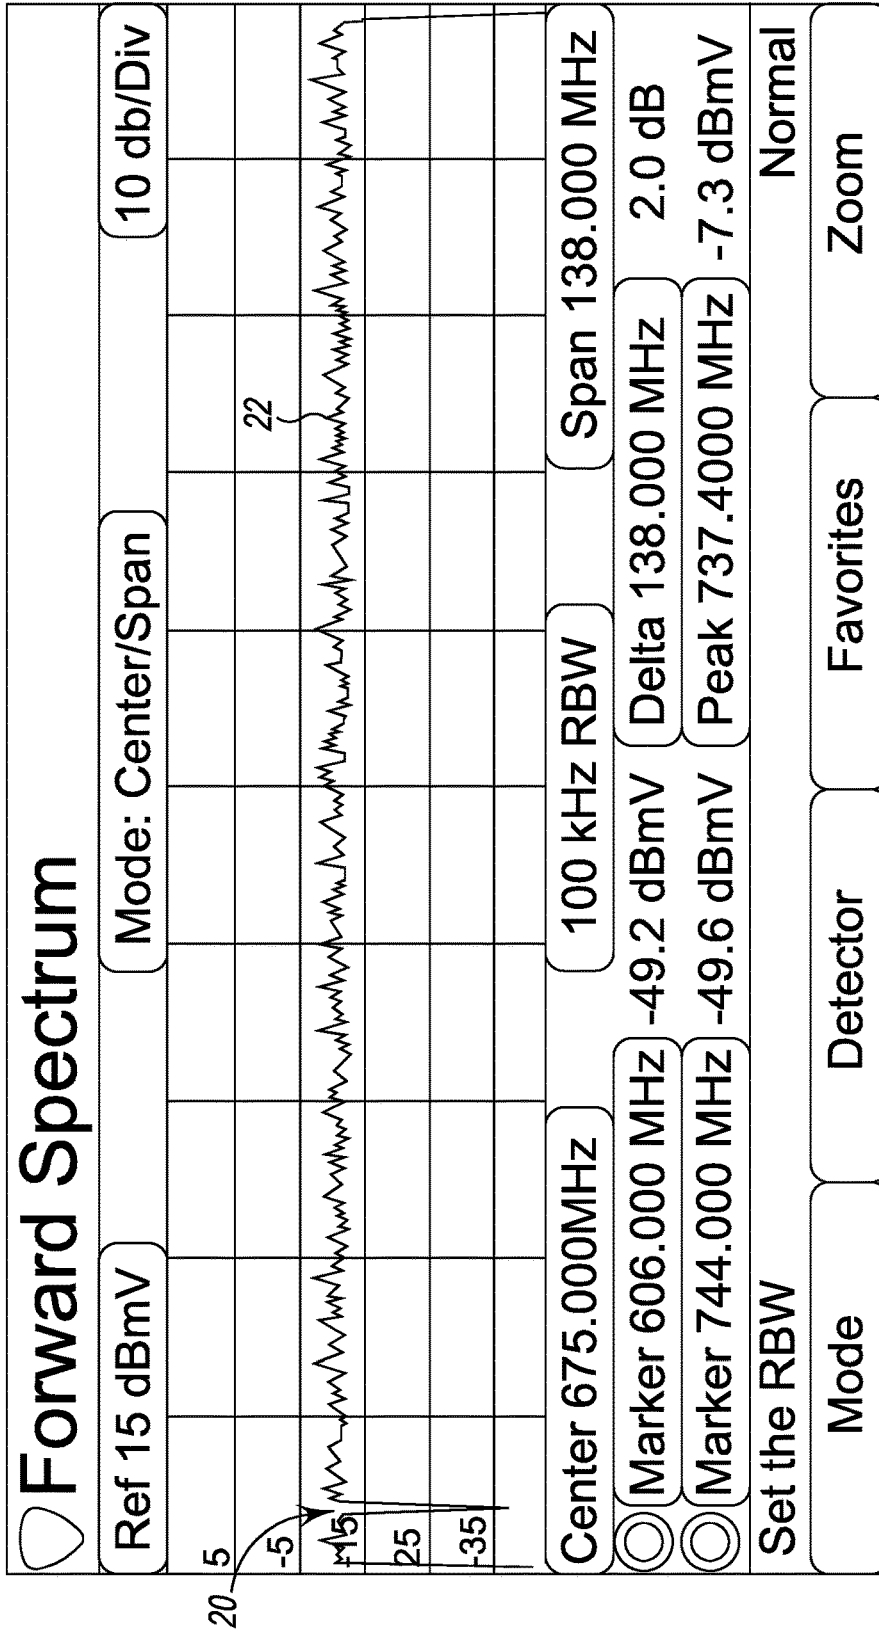 Forward Spectrum
Ref 15 dBmV Mode: Center/Span 10 db/Div
5
-5
-15
25
-35
20
22
Center 675.000MHz 100 kHz RBW Span 138.000 MHz
Marker 606.000 MHz -49.2 dBmV Delta 138.000 MHz 2.0 dB
Marker 744.000 MHz -49.6 dBmV Peak 737.4000 MHz -7.3 dBmV
Set the RBW Normal
Mode Detector Favorites Zoom